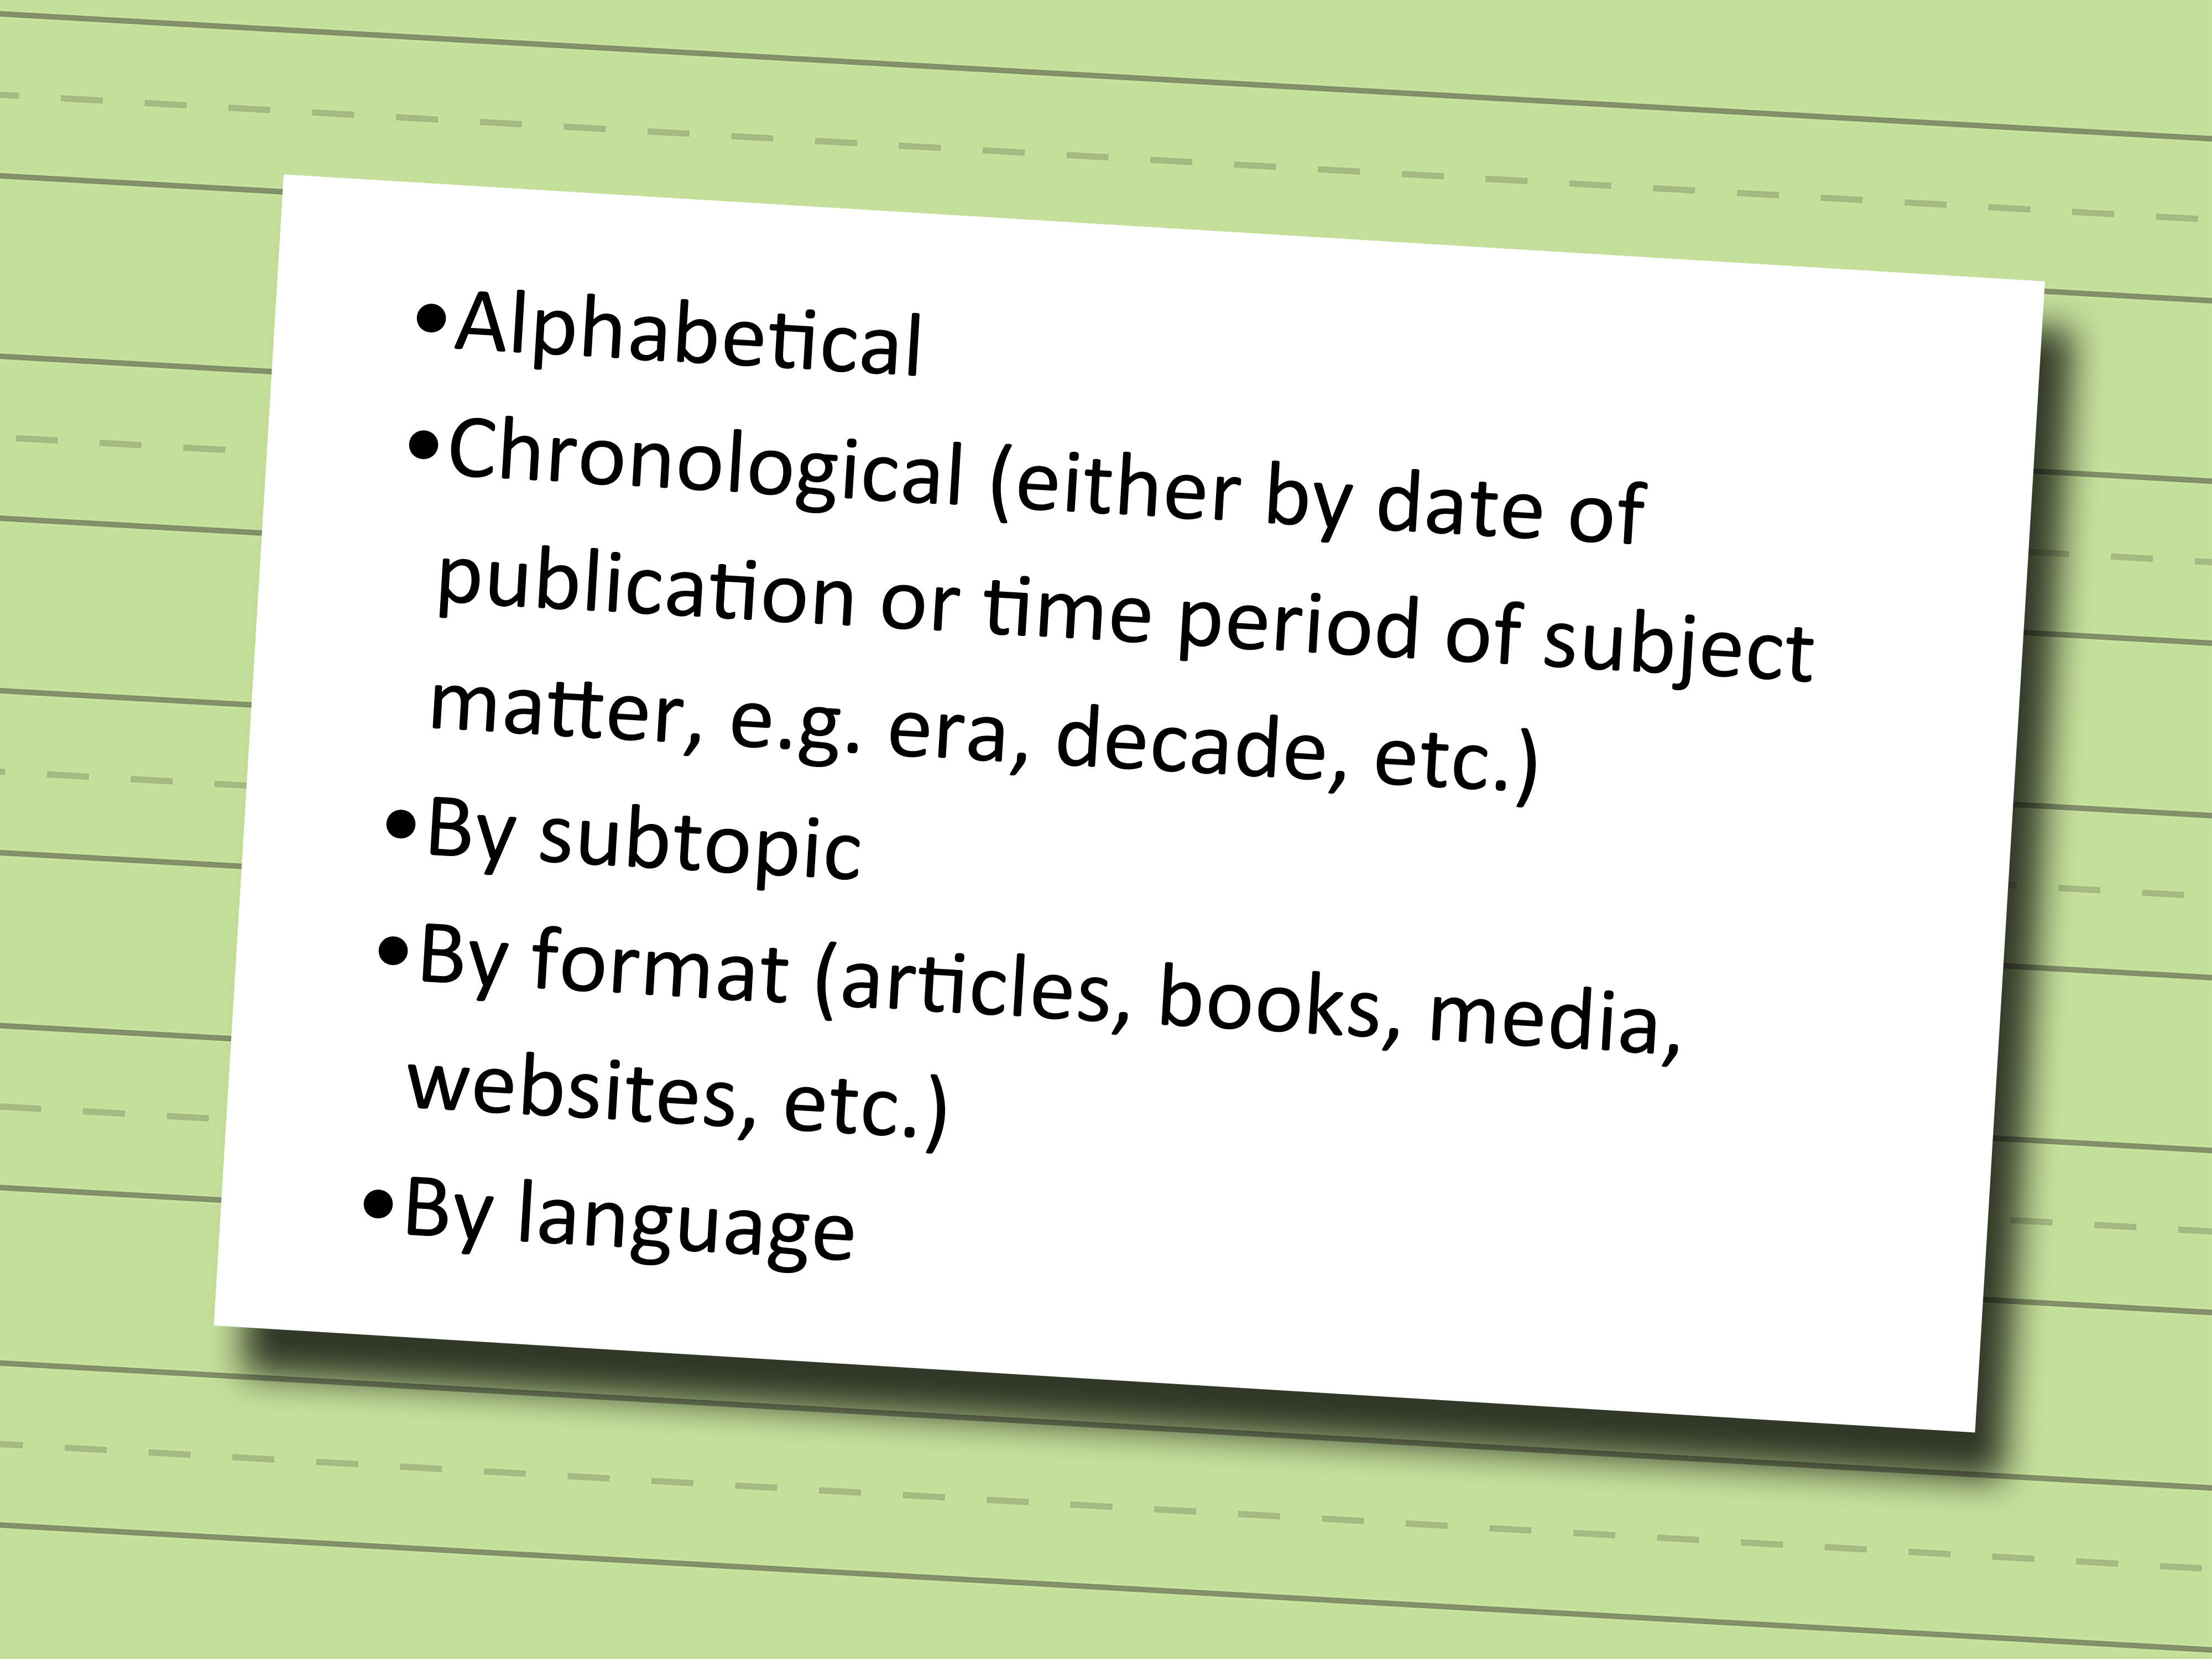 •Alphabetical
•Chronological (either by date of
publication or time period of subject
matter, e.g. era, decade, etc.)
•By subtopic
•By format (articles, books, media,
websites, etc.)
•By language